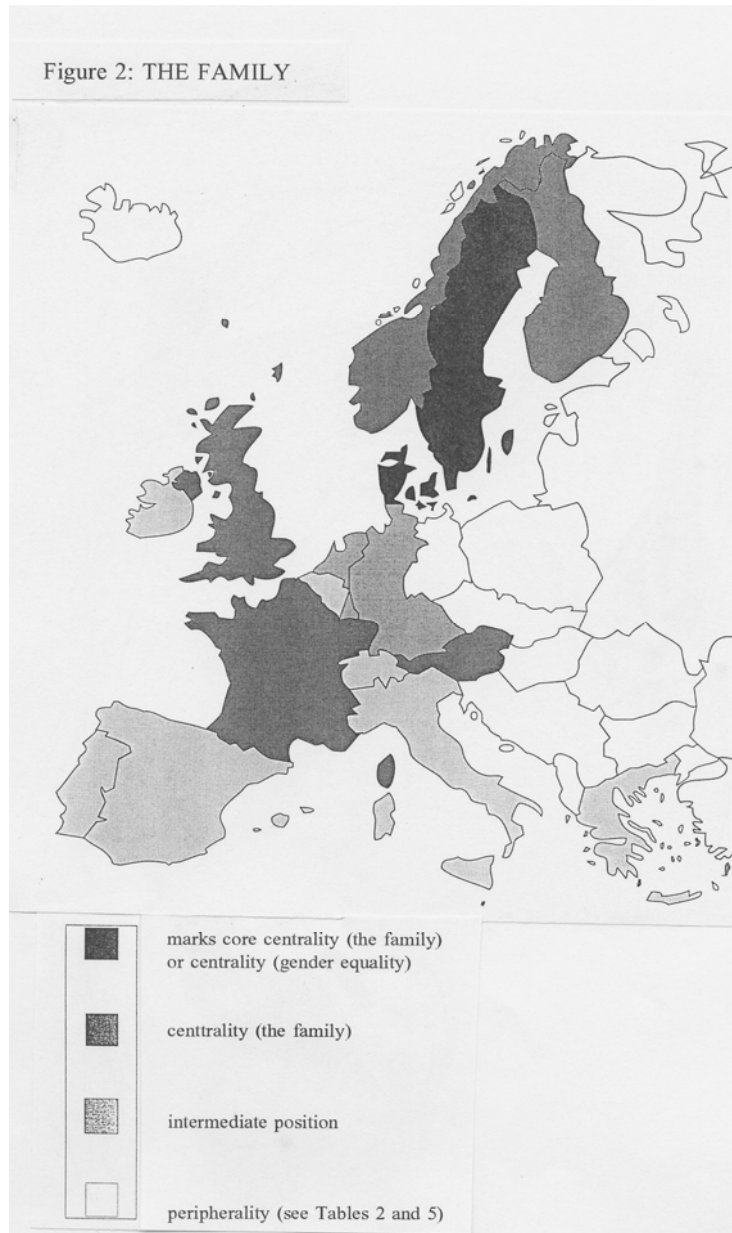 Figure 2: THE FAMILY
marks core centrality (the family)
or centrality (gender equality)
centtrality (the family)
intermediate position
peripherality (see Tables 2 and 5)